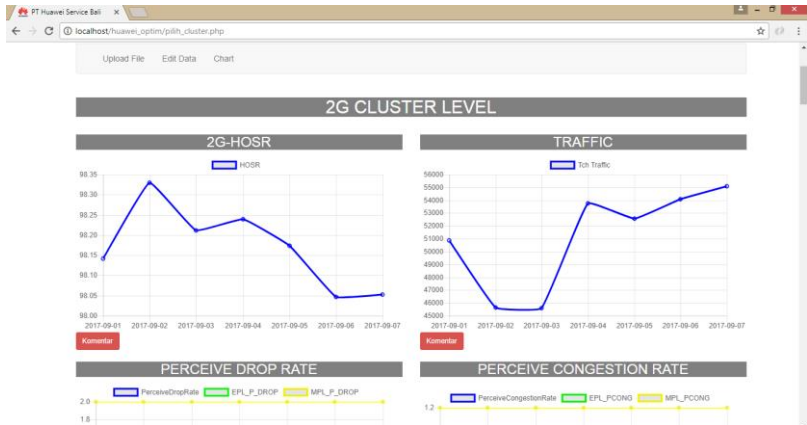 PT Huawei Service Bali
localhost/huawei_optim/pilih_cluster.php
Upload File Edit Data Chart
2G CLUSTER LEVEL
2G-HOSR
HOSR
98.35
98.30
98.25
98.20
98.15
98.10
98.05
98.00
2017-09-01 2017-09-02 2017-09-03 2017-09-04 2017-09-05 2017-09-06 2017-09-07
Komentar
TRAFFIC
Tch Traffic
56000
55000
54000
53000
52000
51000
50000
49000
48000
47000
46000
45000
2017-09-01 2017-09-02 2017-09-03 2017-09-04 2017-09-05 2017-09-06 2017-09-07
Komentar
PERCEIVE DROP RATE
PerceiveDropRate EPL_P_DROP MPL_P_DROP
2.0
1.8
PERCEIVE CONGESTION RATE
PerceiveCongestionRate EPL_PCONG MPL_PCONG
1.2